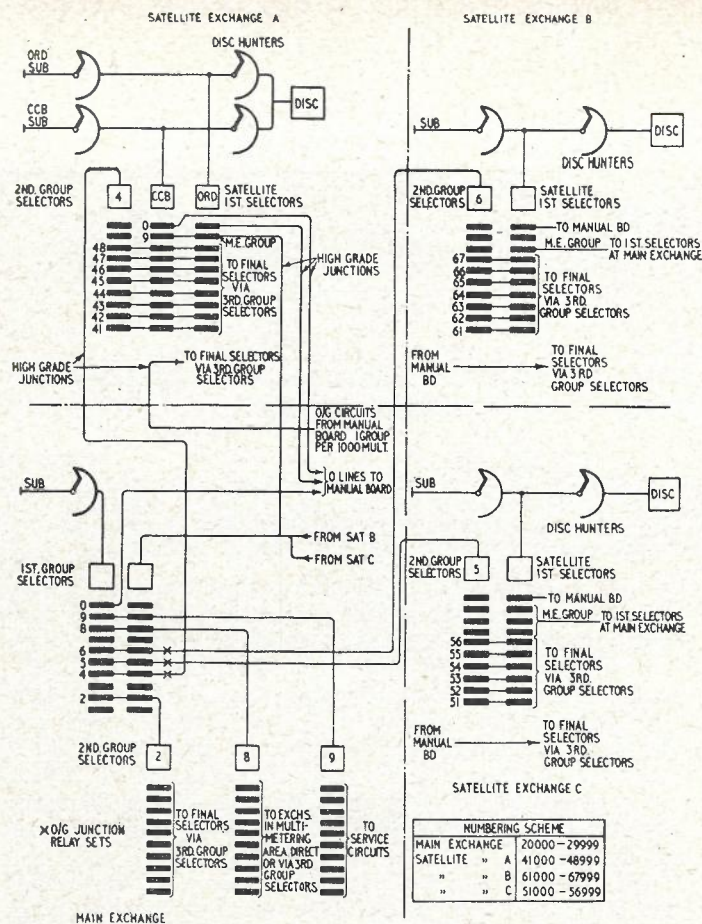 SATELLITE EXCHANGE A
SATELLITE EXCHANGE B
DISC HUNTERS
ORD
SUB
DISC
CCB
SUB
2ND. GROUP
SELECTORS
4
CCB
ORD
SATELLITE
1ST. SELECTORS
0
9
M.E. GROUP
48
47
46
45
44
43
42
41
TO FINAL
SELECTORS
VIA
3RD. GROUP
SELECTORS
HIGH GRADE
JUNCTIONS
HIGH GRADE
JUNCTIONS
TO FINAL SELECTORS
VIA 3RD. GROUP
SELECTORS
O/G CIRCUITS
FROM MANUAL
BOARD 1 GROUP
PER 1000 MULT.
O LINES TO
MANUAL BOARD
SUB
DISC
DISC HUNTERS
2ND. GROUP
SELECTORS
6
SATELLITE
1ST SELECTORS
TO MANUAL BD
M.E. GROUP
TO 1ST. SELECTORS
AT MAIN EXCHANGE
67
66
65
64
63
62
61
TO FINAL
SELECTORS
VIA 3RD.
GROUP SELECTORS
FROM
MANUAL
BD
TO FINAL
SELECTORS
VIA 3RD
GROUP SELECTORS
SUB
1ST. GROUP
SELECTORS
FROM SAT B
FROM SAT C
0
9
8
6
5
4
2
2ND. GROUP
SELECTORS
2
8
9
X O/G JUNCTION
RELAY SETS
TO FINAL
SELECTORS
VIA
3RD. GROUP
SELECTORS
TO EXCHS.
IN MULTI-
METERING
AREA DIRECT
OR VIA 3RD
GROUP
SELECTORS
TO
SERVICE
CIRCUITS
MAIN EXCHANGE
SUB
DISC
DISC HUNTERS
2ND. GROUP
SELECTORS
5
SATELLITE
1ST SELECTORS
TO MANUAL BD
M.E. GROUP
TO 1ST SELECTORS
AT MAIN EXCHANGE
56
55
54
53
52
51
TO FINAL
SELECTORS
VIA 3RD.
GROUP SELECTORS
FROM
MANUAL
BD
TO FINAL
SELECTORS
VIA 3RD
GROUP SELECTORS
SATELLITE EXCHANGE C
NUMBERING SCHEME
MAIN EXCHANGE 20000-29999
SATELLITE " A 41000-48999
" " B 61000-67999
" " C 51000-56999